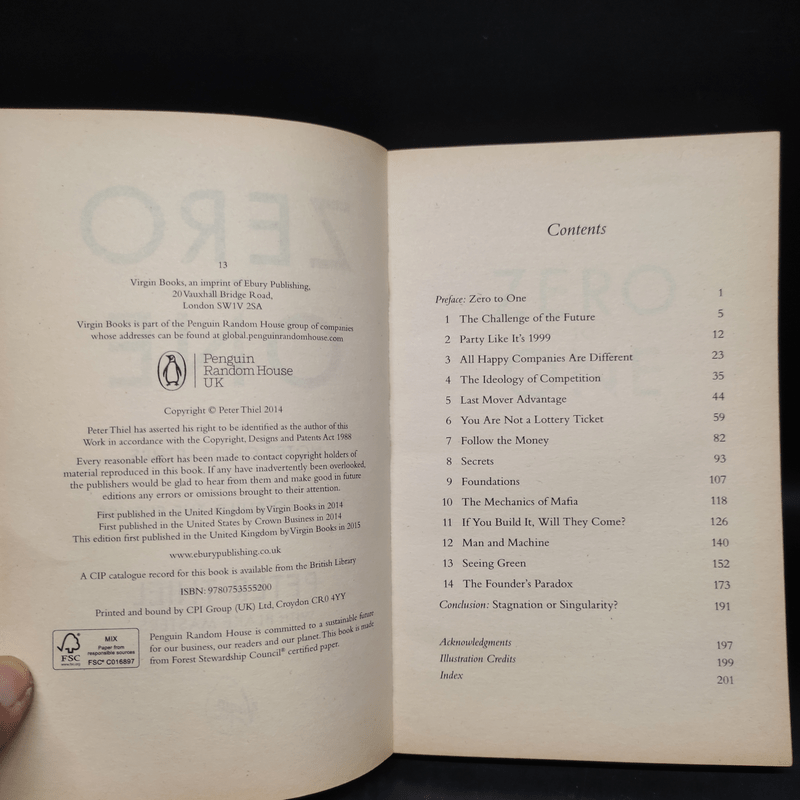 13
Virgin Books, an imprint of Ebury Publishing,
20 Vauxhall Bridge Road,
London SW1V 2SA
Virgin Books is part of the Penguin Random House group of companies
whose addresses can be found at global.penguinrandomhouse.com
Penguin
Random House
UK
Copyright © Peter Thiel 2014
Peter Thiel has asserted his right to be identified as the author of this
Work in accordance with the Copyright, Designs and Patents Act 1988
Every reasonable effort has been made to contact copyright holders of
material reproduced in this book. If any have inadvertently been overlooked,
the publishers would be glad to hear from them and make good in future
editions any errors or omissions brought to their attention.
First published in the United Kingdom by Virgin Books in 2014
First published in the United States by Crown Business in 2014
This edition first published in the United Kingdom by Virgin Books in 2015
www.eburypublishing.co.uk
A CIP catalogue record for this book is available from the British Library
ISBN: 9780753555200
Printed and bound by CPI Group (UK) Ltd, Croydon CR0 4YY
FSC
www.fsc.org
MIX
Paper from
responsible sources
FSC® C016897
Penguin Random House is committed to a sustainable future
for our business, our readers and our planet. This book is made
from Forest Stewardship Council® certified paper.
Contents
Preface: Zero to One 1
1 The Challenge of the Future 5
2 Party Like It's 1999 12
3 All Happy Companies Are Different 23
4 The Ideology of Competition 35
5 Last Mover Advantage 44
6 You Are Not a Lottery Ticket 59
7 Follow the Money 82
8 Secrets 93
9 Foundations 107
10 The Mechanics of Mafia 118
11 If You Build It, Will They Come? 126
12 Man and Machine 140
13 Seeing Green 152
14 The Founder's Paradox 173
Conclusion: Stagnation or Singularity? 191
Acknowledgments 197
Illustration Credits 199
Index 201